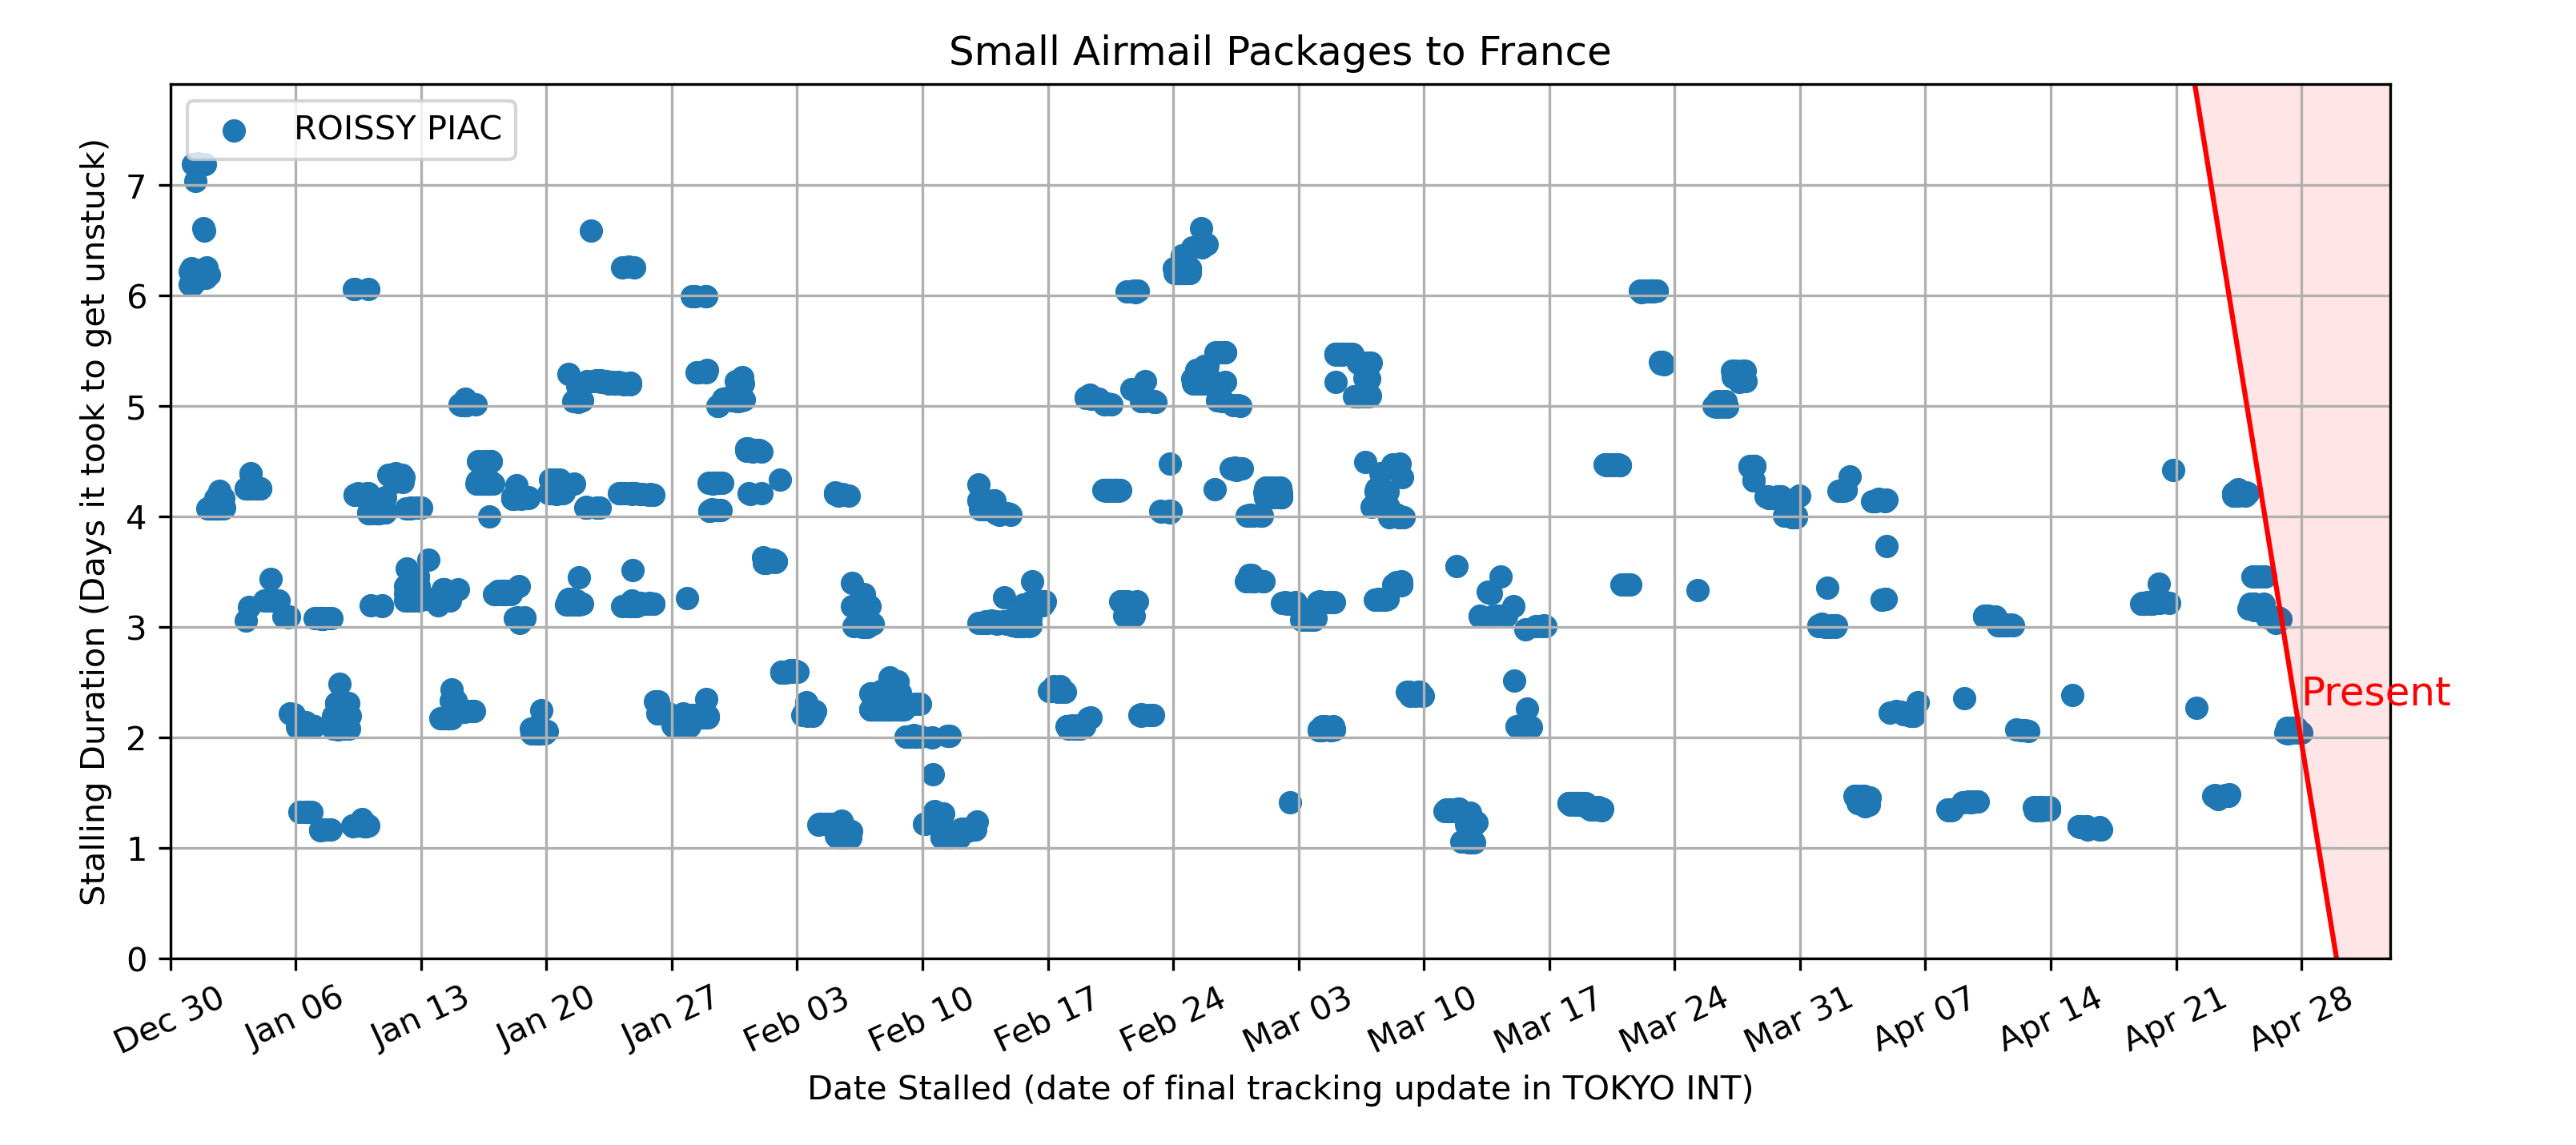 Small Airmail Packages to France
ROISSY PIAC
Stalling Duration (Days it took to get unstuck)
7
6
5
4
3
2
1
0
Present
Dec 30
Jan 06
Jan 13
Jan 20
Jan 27
Feb 03
Feb 10
Feb 17
Feb 24
Mar 03
Mar 10
Mar 17
Mar 24
Mar 31
Apr 07
Apr 14
Apr 21
Apr 28
Date Stalled (date of final tracking update in TOKYO INT)